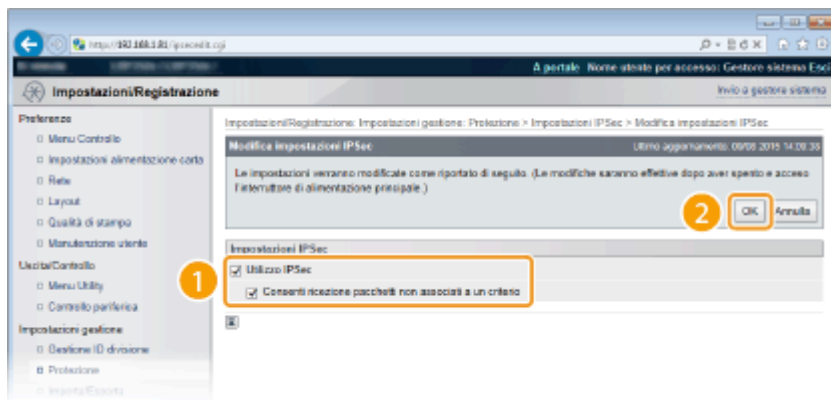 http://192.168.1.81/ipsecedit.cgi
A portale Nome utente per accesso: Gestore sistema Esci
Impostazioni/Registrazione
Invio a gestore sistema
Preferenze
Menu Controllo
Impostazioni alimentazione carta
Rete
Layout
Qualità di stampa
Manutenzione utente
Uscita/Controllo
Menu Utility
Controllo periferica
Impostazioni gestione
Gestione ID divisione
Protezione
Importa/Esporta
Impostazioni/Registrazione: Impostazioni gestione: Protezione > Impostazioni IPSec > Modifica impostazioni IPSec
Modifica impostazioni IPSec
Ultimo aggiornamento: 2015 14:08:38
Le impostazioni verranno modificate come riportato di seguito. (Le modifiche saranno effettive dopo aver spento e acceso
l'interruttore di alimentazione principale.)
2
OK
Annulla
Impostazioni IPSec
1
Utilizzo IPSec
Consenti ricezione pacchetti non associati a un criterio